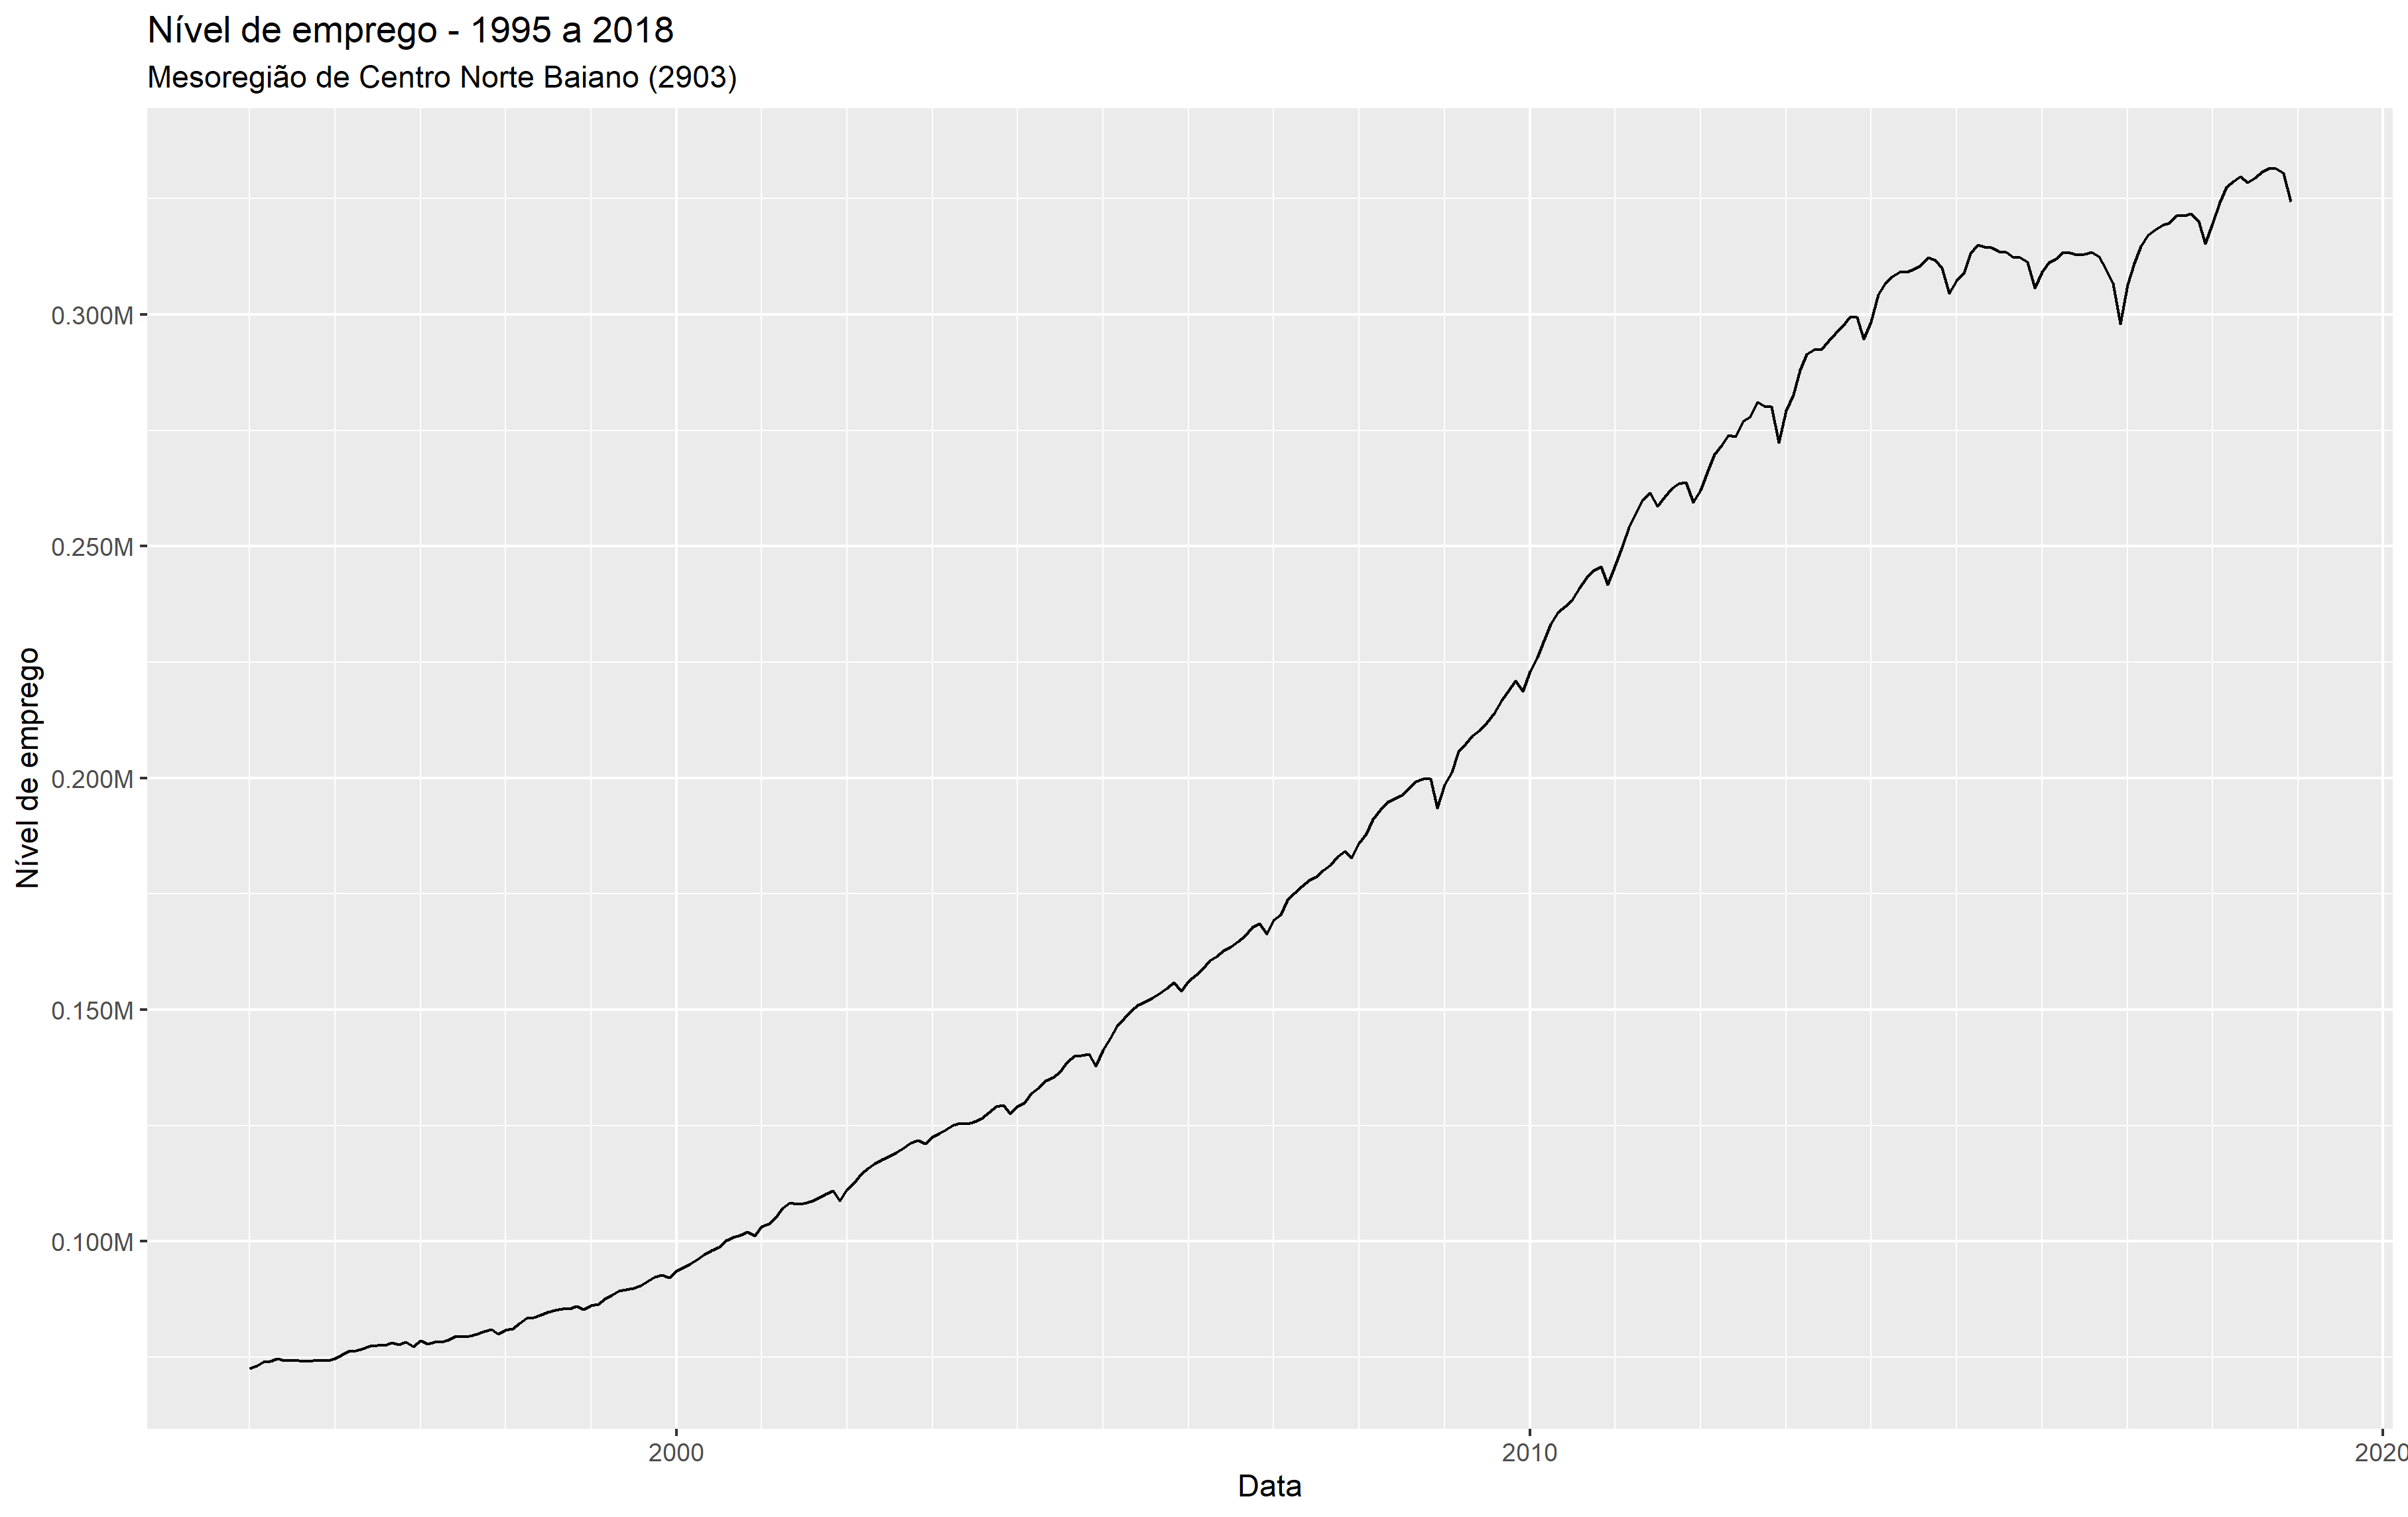 Nível de emprego - 1995 a 2018
Mesoregião de Centro Norte Baiano (2903)
Nível de emprego
0.300M
0.250M
0.200M
0.150M
0.100M
2000
2010
2020
Data